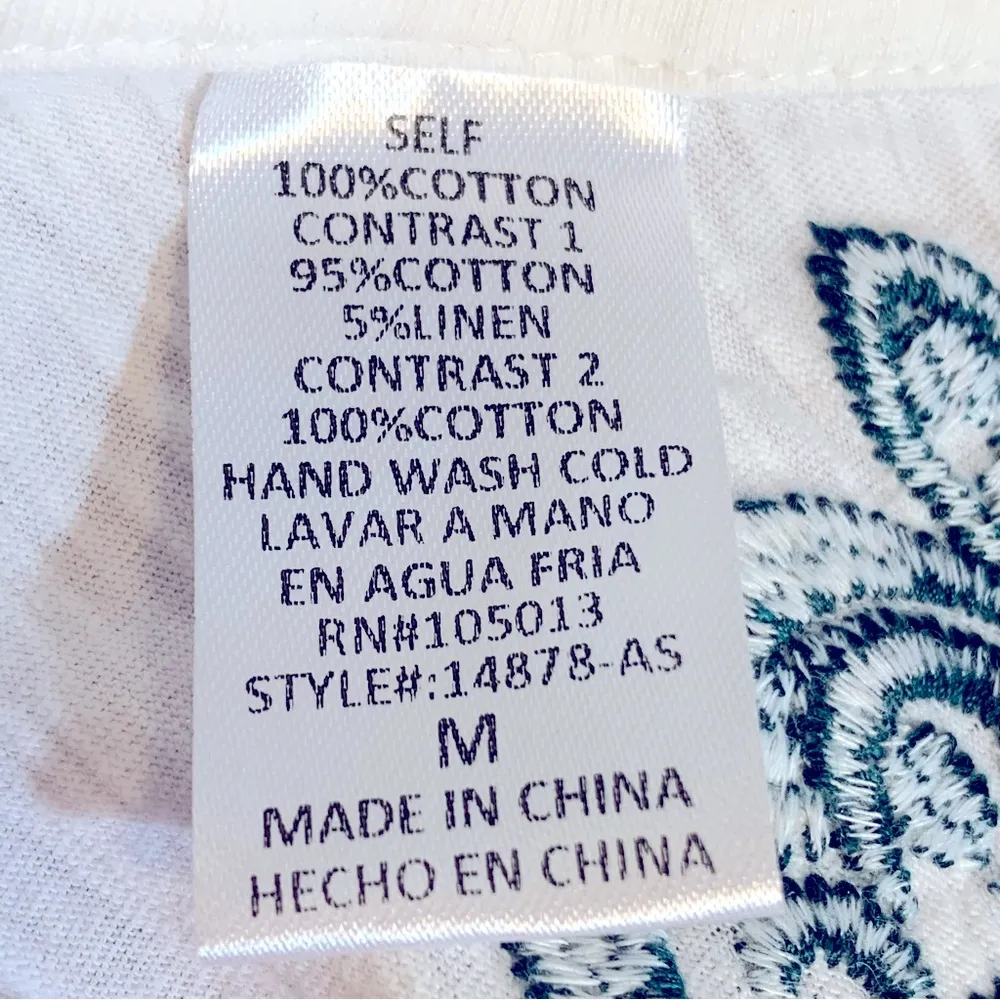 SELF
100%COTTON
CONTRAST 1
95%COTTON
5%LINEN
CONTRAST 2
100%COTTON
HAND WASH COLD
LAVAR A MANO
EN AGUA FRIA
RN#105013
STYLE#:14878-AS
M
MADE IN CHINA
HECHO EN CHINA